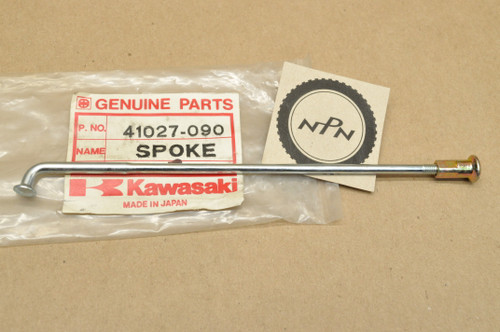 GENUINE PARTS
P. NO. 41027-090
NAME SPOKE
Kawasaki
MADE IN JAPAN
NPN